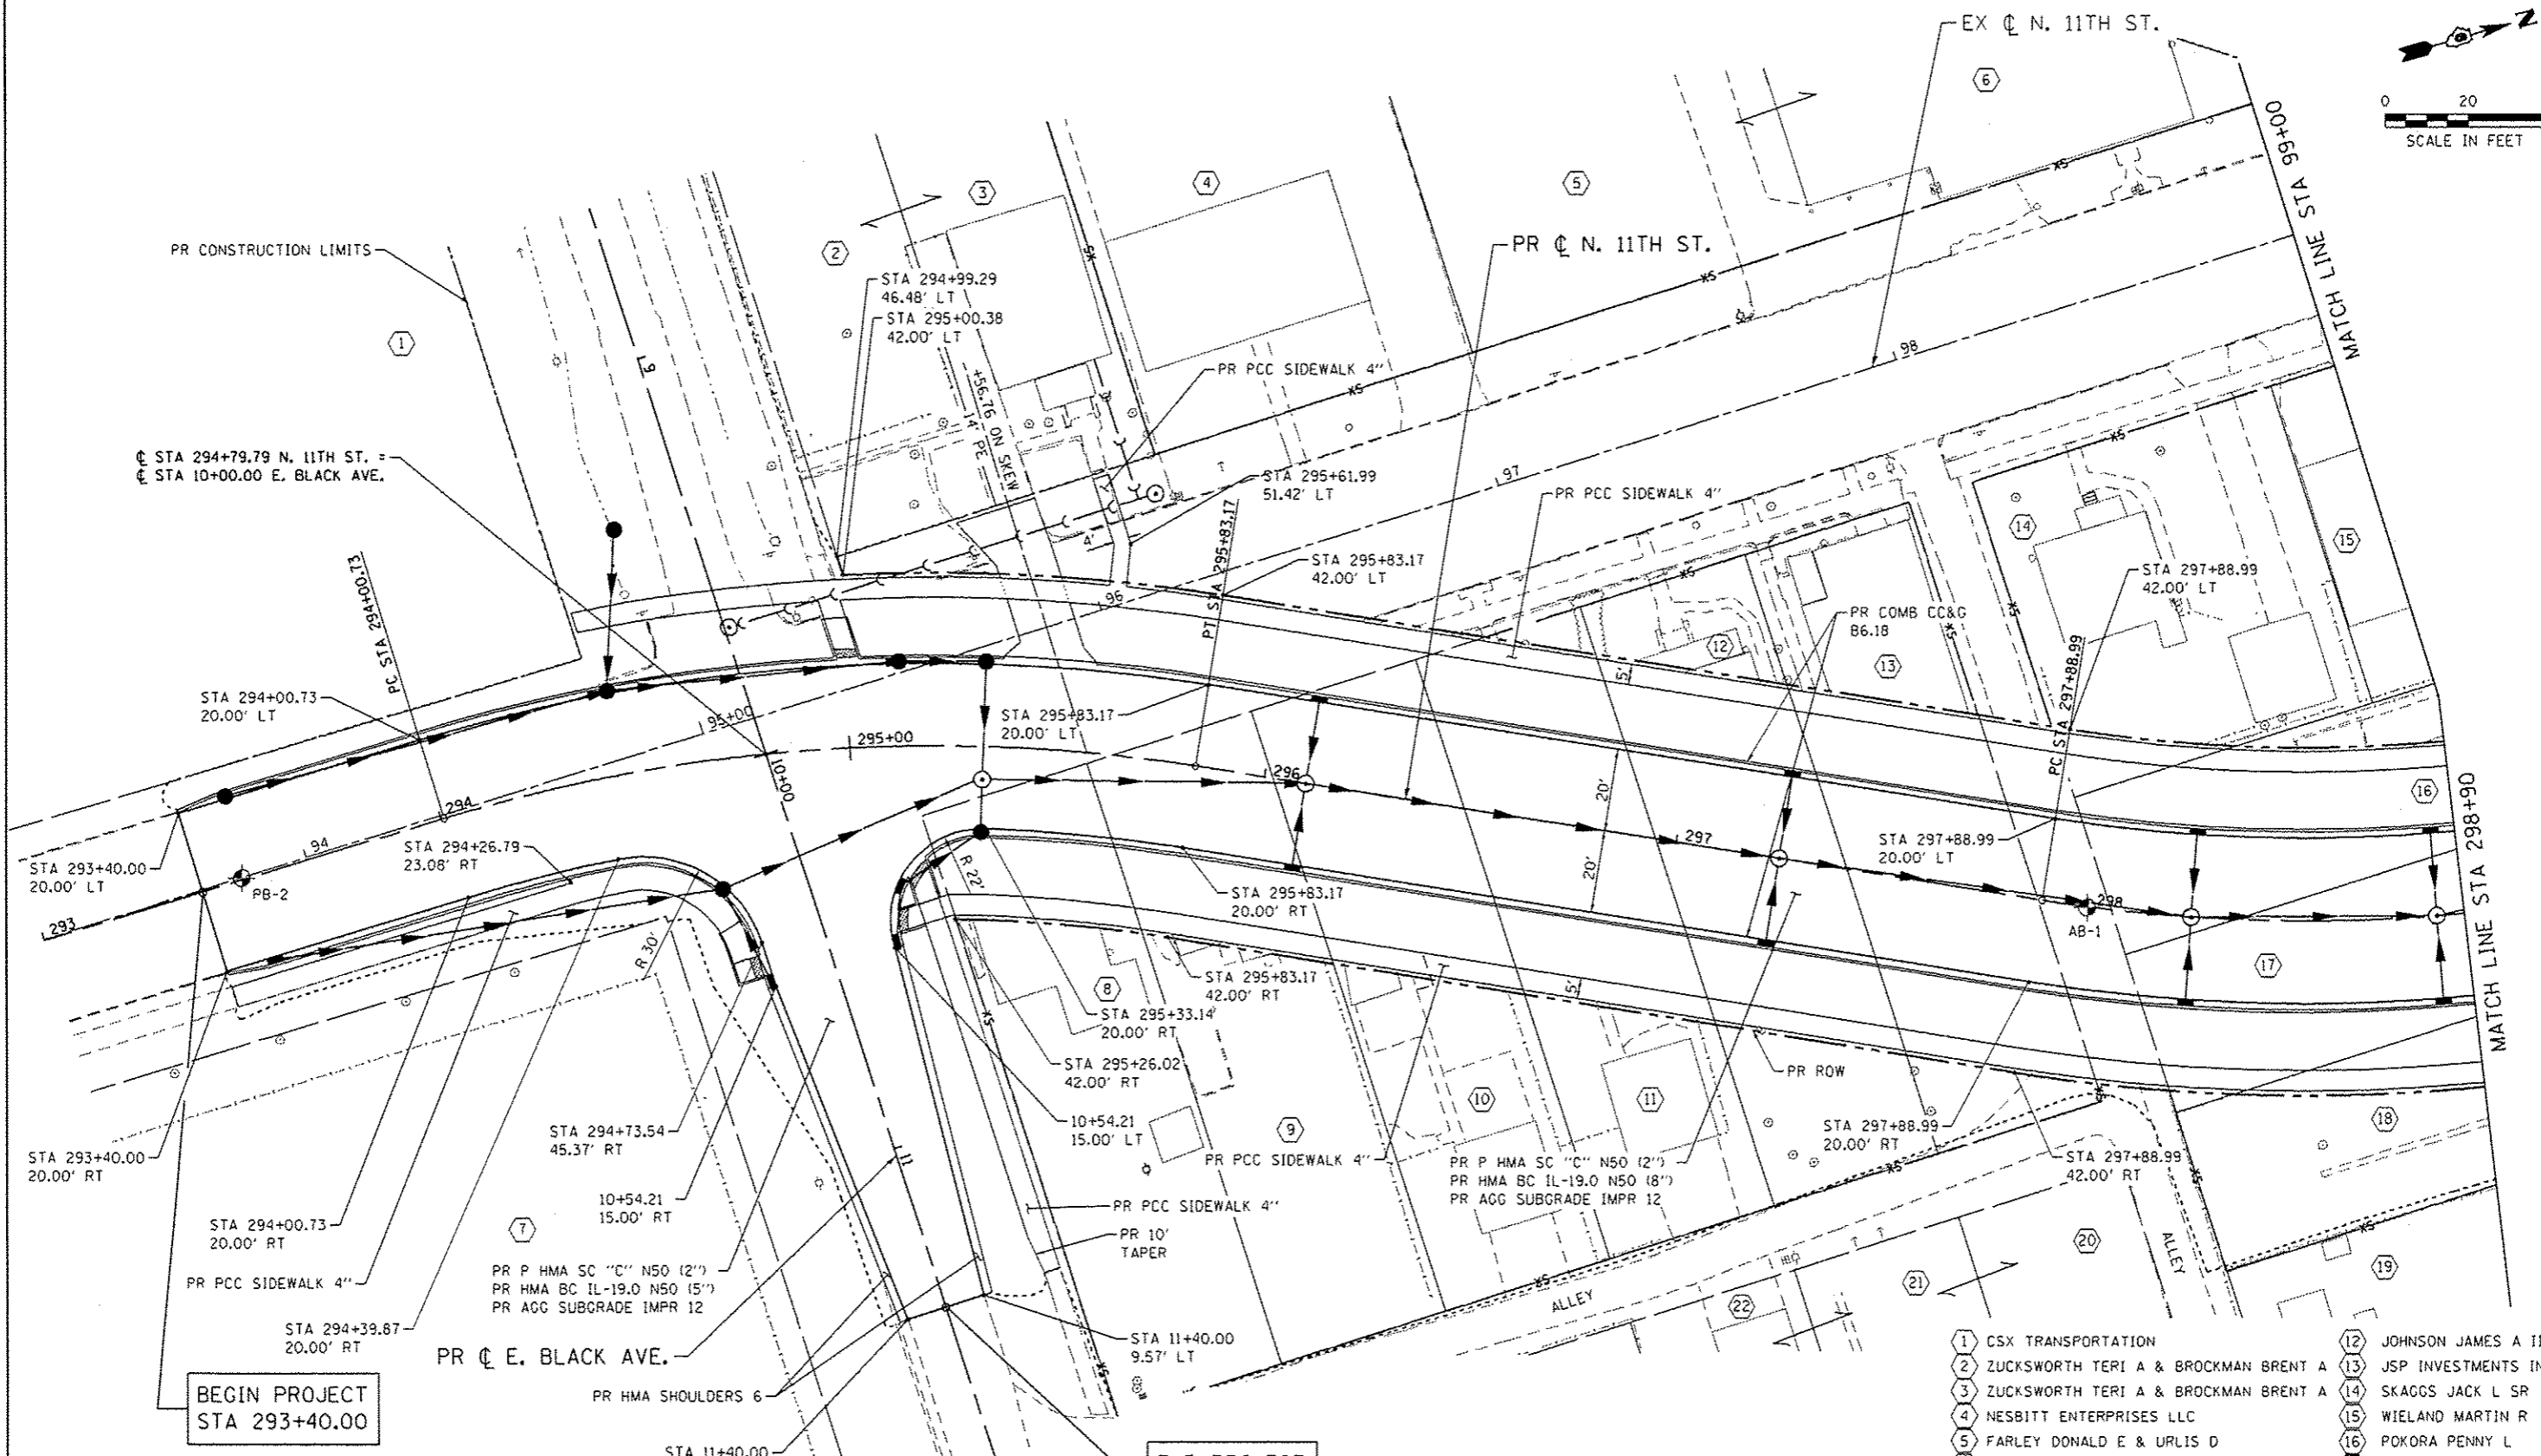 EX ℄ N. 11TH ST.
Z
0 20
SCALE IN FEET
6
5
4
3
2
1
MATCH LINE STA 99+00
PR CONSTRUCTION LIMITS
STA 294+99.29
46.48' LT
STA 295+00.38
42.00' LT
PR ℄ N. 11TH ST.
9
98
+56.76 ON SKEW
14' PE
PR PCC SIDEWALK 4"
℄ STA 294+79.79 N. 11TH ST. =
℄ STA 10+00.00 E. BLACK AVE.
97
STA 295+61.99
51.42' LT
4'
PR PCC SIDEWALK 4"
14
15
PC STA 294+00.73
PT STA 295+83.17
STA 295+83.17
42.00' LT
STA 297+88.99
42.00' LT
96
PR COMB CC&G
B6.18
12
13
5'
STA 294+00.73
20.00' LT
95+00
STA 295+83.17
20.00' LT
295+00
PC STA 297+88.99
10+00
296
20'
16
294
94
STA 294+26.79
23.08' RT
297
STA 297+88.99
20.00' LT
MATCH LINE STA 298+90
STA 293+40.00
20.00' LT
PB-2
R 22'
20'
STA 295+83.17
20.00' RT
298
AB-1
293
R 30'
17
8
STA 295+83.17
42.00' RT
5'
STA 295+33.14
20.00' RT
STA 295+26.02
42.00' RT
PR ROW
10
11
9
18
STA 293+40.00
20.00' RT
STA 294+73.54
45.37' RT
10+54.21
15.00' LT
11
PR PCC SIDEWALK 4"
PR P HMA SC "C" N50 (2")
PR HMA BC IL-19.0 N50 (8")
PR AGG SUBGRADE IMPR 12
STA 297+88.99
20.00' RT
STA 297+88.99
42.00' RT
10+54.21
15.00' RT
STA 294+00.73
20.00' RT
7
PR PCC SIDEWALK 4"
PR 10'
TAPER
20
ALLEY
19
PR PCC SIDEWALK 4"
PR P HMA SC "C" N50 (2")
PR HMA BC IL-19.0 N50 (5")
PR AGG SUBGRADE IMPR 12
ALLEY
21
22
STA 294+39.87
20.00' RT
PR ℄ E. BLACK AVE.
STA 11+40.00
9.57' LT
PR HMA SHOULDERS 6
BEGIN PROJECT
STA 293+40.00
STA 11+40.00
1 CSX TRANSPORTATION
2 ZUCKSWORTH TERI A & BROCKMAN BRENT A
3 ZUCKSWORTH TERI A & BROCKMAN BRENT A
4 NESBITT ENTERPRISES LLC
5 FARLEY DONALD E & URLIS D
12 JOHNSON JAMES A II
13 JSP INVESTMENTS IN
14 SKAGGS JACK L SR
15 WIELAND MARTIN R
16 POKORA PENNY L